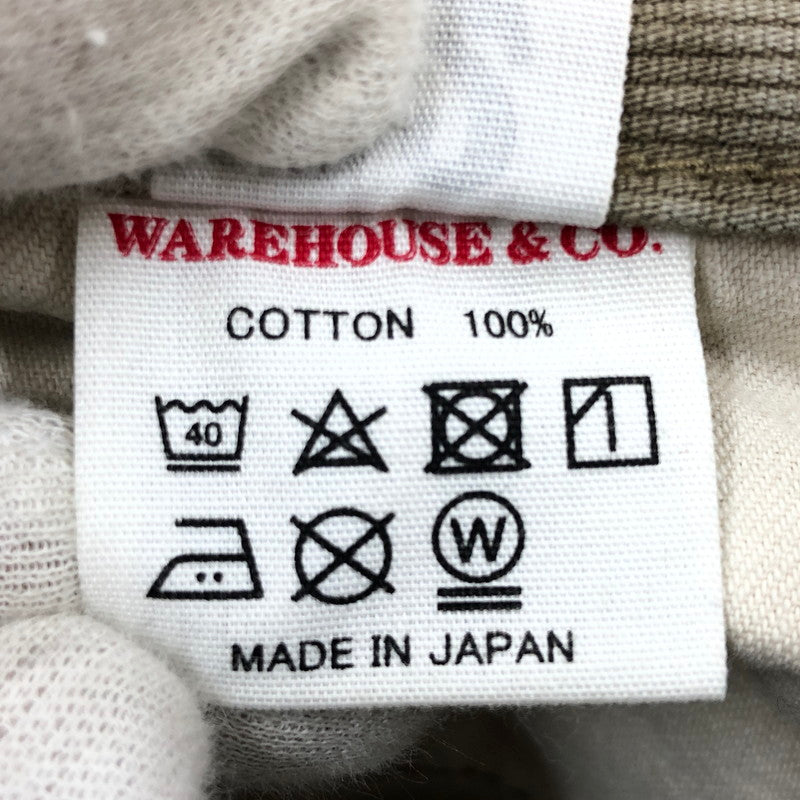 WAREHOUSE & CO.
COTTON 100%
40
W
MADE IN JAPAN